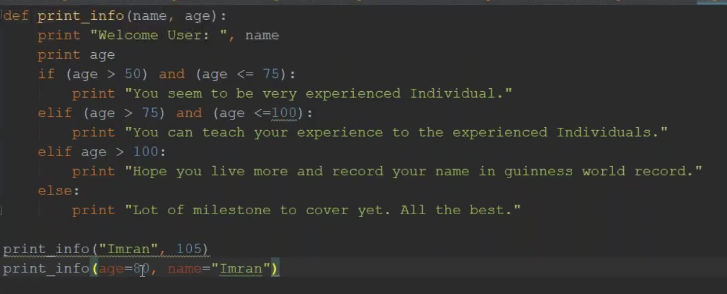 def print_info(name, age):
    print "Welcome User: ", name
    print age
    if (age > 50) and (age <= 75):
        print "You seem to be very experienced Individual."
    elif (age > 75) and (age <=100):
        print "You can teach your experience to the experienced Individuals."
    elif age > 100:
        print "Hope you live more and record your name in guinness world record."
    else:
        print "Lot of milestone to cover yet. All the best."
print_info("Imran", 105)
print_info(age=80, name="Imran")